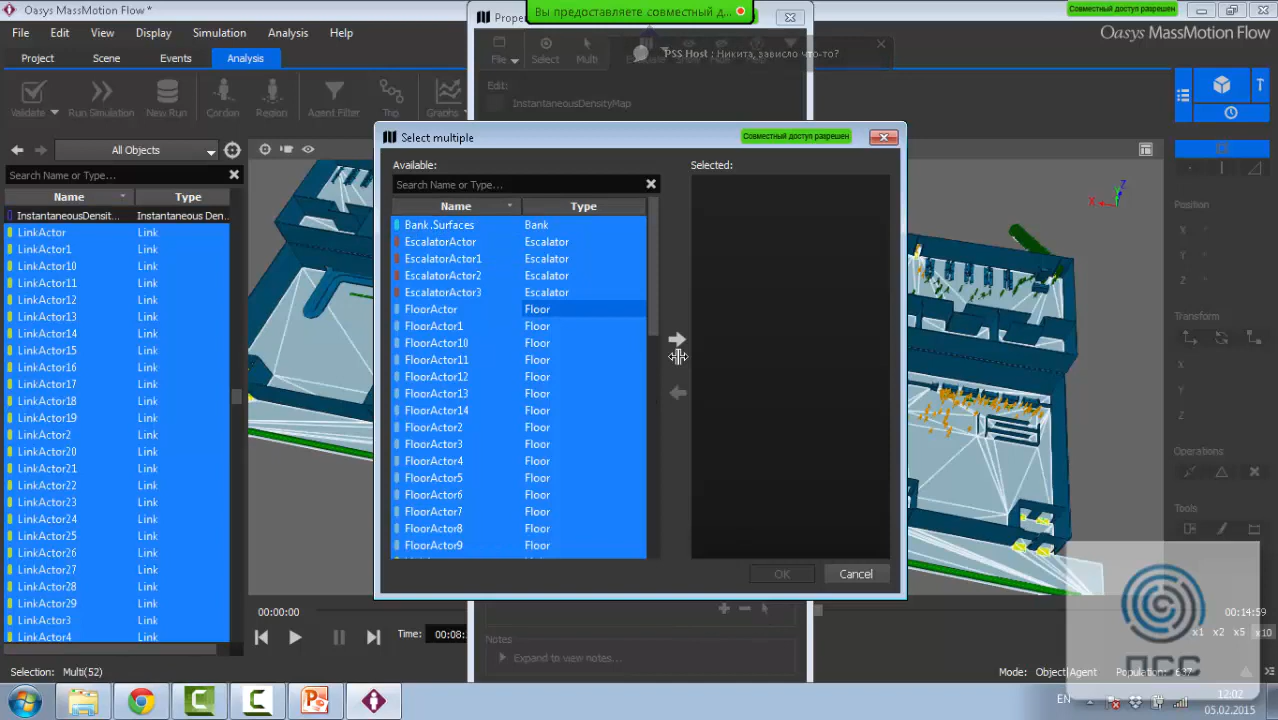 Oasys MassMotion Flow *
Proper
Вы предоставляете совместный д...
Совместный доступ разрешен
File Edit View Display Simulation Analysis Help
PSS Host : Никита, зависло что-то?
Oasys MassMotion Flow
Project Scene Events Analysis
File Select Multi
Edit:
InstantaneousDensityMap
Validate Run Simulation New Run Cordon Region Agent Filter Trip Graphs
All Objects
Search Name or Type...
Name Type
InstantaneousDensit... Instantaneous Den...
LinkActor Link
LinkActor1 Link
LinkActor10 Link
LinkActor11 Link
LinkActor12 Link
LinkActor13 Link
LinkActor14 Link
LinkActor15 Link
LinkActor16 Link
LinkActor17 Link
LinkActor18 Link
LinkActor19 Link
LinkActor2 Link
LinkActor20 Link
LinkActor21 Link
LinkActor22 Link
LinkActor23 Link
LinkActor24 Link
LinkActor25 Link
LinkActor26 Link
LinkActor27 Link
LinkActor28 Link
LinkActor29 Link
LinkActor3 Link
LinkActor4 Link
Selection: Multi(52)
Select multiple
Совместный доступ разрешен
Available:
Selected:
Search Name or Type...
Name Type
Bank.Surfaces Bank
EscalatorActor Escalator
EscalatorActor1 Escalator
EscalatorActor2 Escalator
EscalatorActor3 Escalator
FloorActor Floor
FloorActor1 Floor
FloorActor10 Floor
FloorActor11 Floor
FloorActor12 Floor
FloorActor13 Floor
FloorActor14 Floor
FloorActor2 Floor
FloorActor3 Floor
FloorActor4 Floor
FloorActor5 Floor
FloorActor6 Floor
FloorActor7 Floor
FloorActor8 Floor
FloorActor9 Floor
OK Cancel
Z
X
Position
X
Y
Z
Transform
X
Y
Z
Operations
Tools
00:00:00
00:14:59
Time: 00:08:
x1 x2 x5 x10
Notes
Expand to view notes...
Mode: Object|Agent Population: 637
ПСС
EN
12:02
05.02.2015